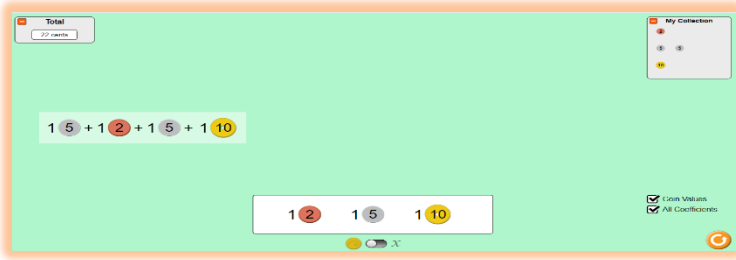 Total
22 cents
My Collection
2
5 5
10
1 5 + 1 2 + 1 5 + 1 10
1 2 1 5 1 10
x
Coin Values
All Coefficients